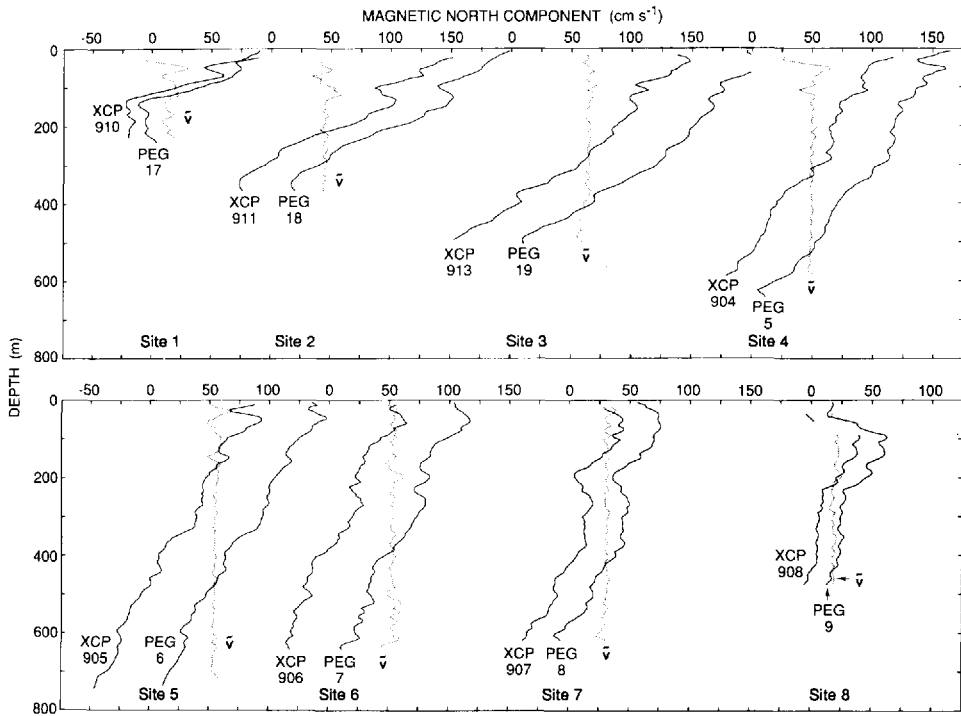 MAGNETIC NORTH COMPONENT (cm s⁻¹)
-50 0 50 100 0 50 100 150 0 50 100 150 0 50 100
0
200
400
600
800
DEPTH (m)
XCP 910
PEG 17
ṽ
XCP 911
PEG 18
ṽ
XCP 913
PEG 19
ṽ
XCP 904
PEG 5
ṽ
Site 1 Site 2 Site 3 Site 4
-50 0 50 100 0 50 100 150 0 50 100 0 50 100
0
200
400
600
800
XCP 905
PEG 6
ṽ
XCP 906
PEG 7
ṽ
XCP 907
PEG 8
ṽ
XCP 908
PEG 9
ṽ
Site 5 Site 6 Site 7 Site 8